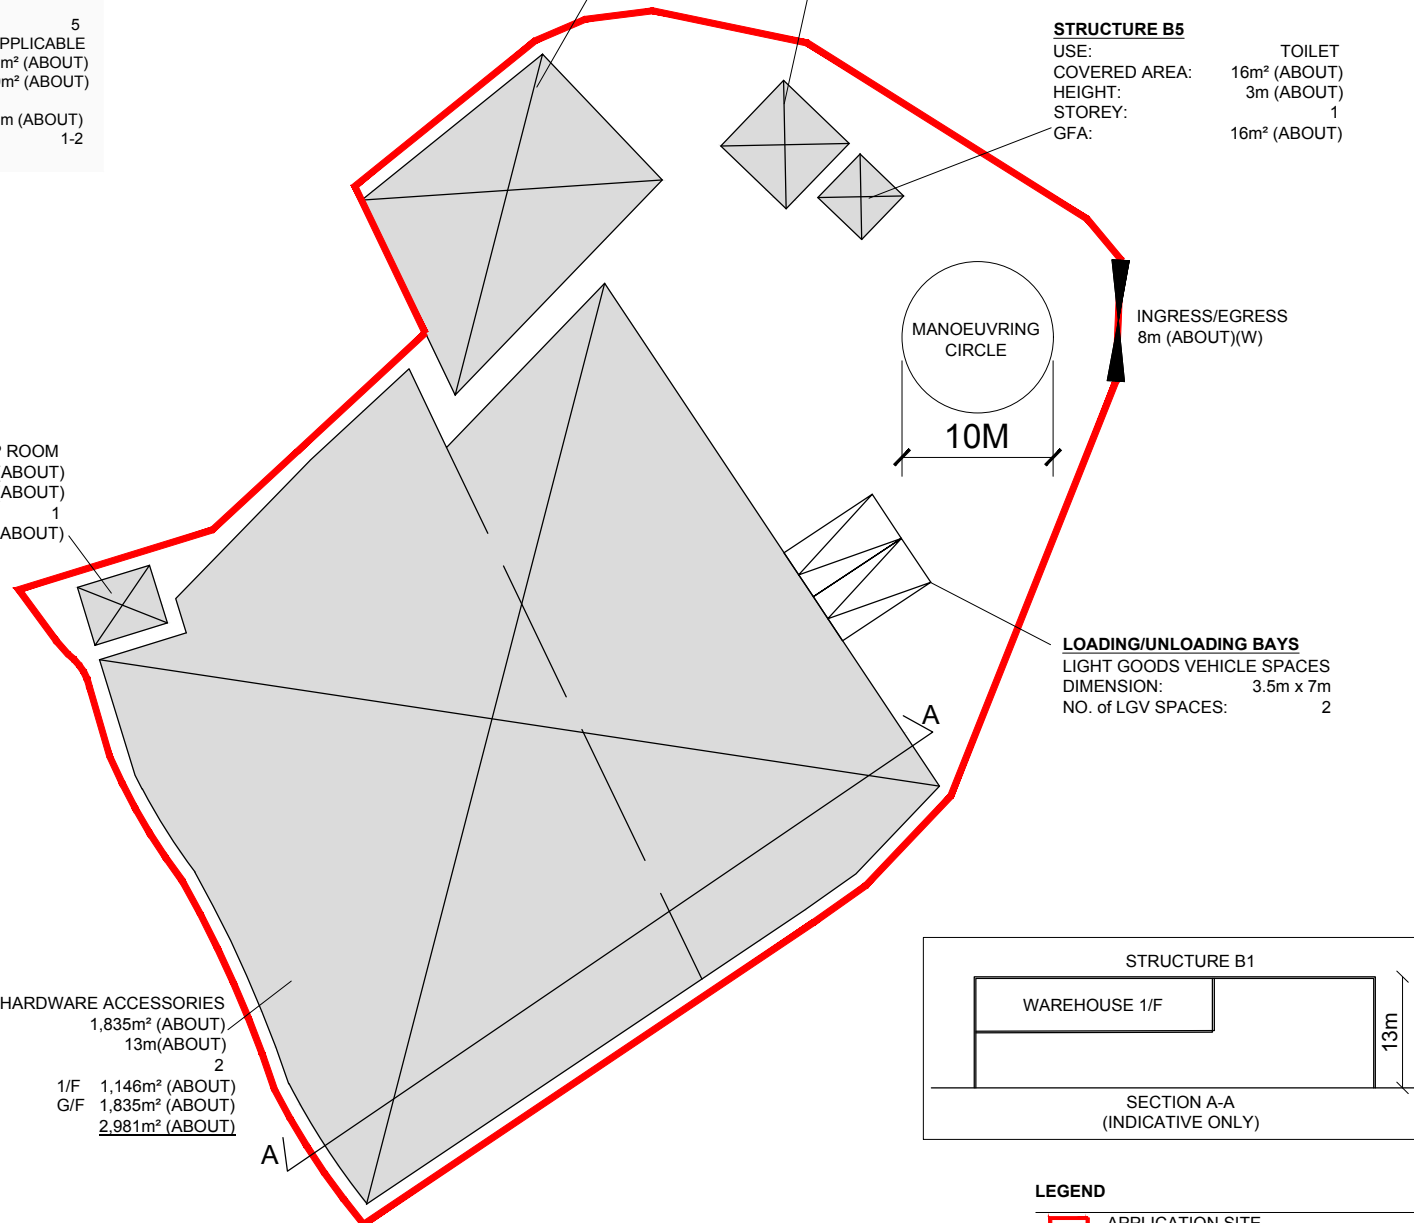 5
m² (ABOUT)
m² (ABOUT)
m (ABOUT)
1-2
STRUCTURE B5
USE: TOILET
COVERED AREA: 16m² (ABOUT)
HEIGHT: 3m (ABOUT)
STOREY: 1
GFA: 16m² (ABOUT)
MANOEUVRING
CIRCLE
10M
INGRESS/EGRESS
8m (ABOUT)(W)
ROOM
(ABOUT)
(ABOUT)
1
(ABOUT)
LOADING/UNLOADING BAYS
LIGHT GOODS VEHICLE SPACES
DIMENSION: 3.5m x 7m
NO. of LGV SPACES: 2
A
HARDWARE ACCESSORIES
1,835m² (ABOUT)
13m(ABOUT)
2
1/F 1,146m² (ABOUT)
G/F 1,835m² (ABOUT)
2,981m² (ABOUT)
A
STRUCTURE B1
WAREHOUSE 1/F
13m
SECTION A-A
(INDICATIVE ONLY)
LEGEND
APPLICATION SITE